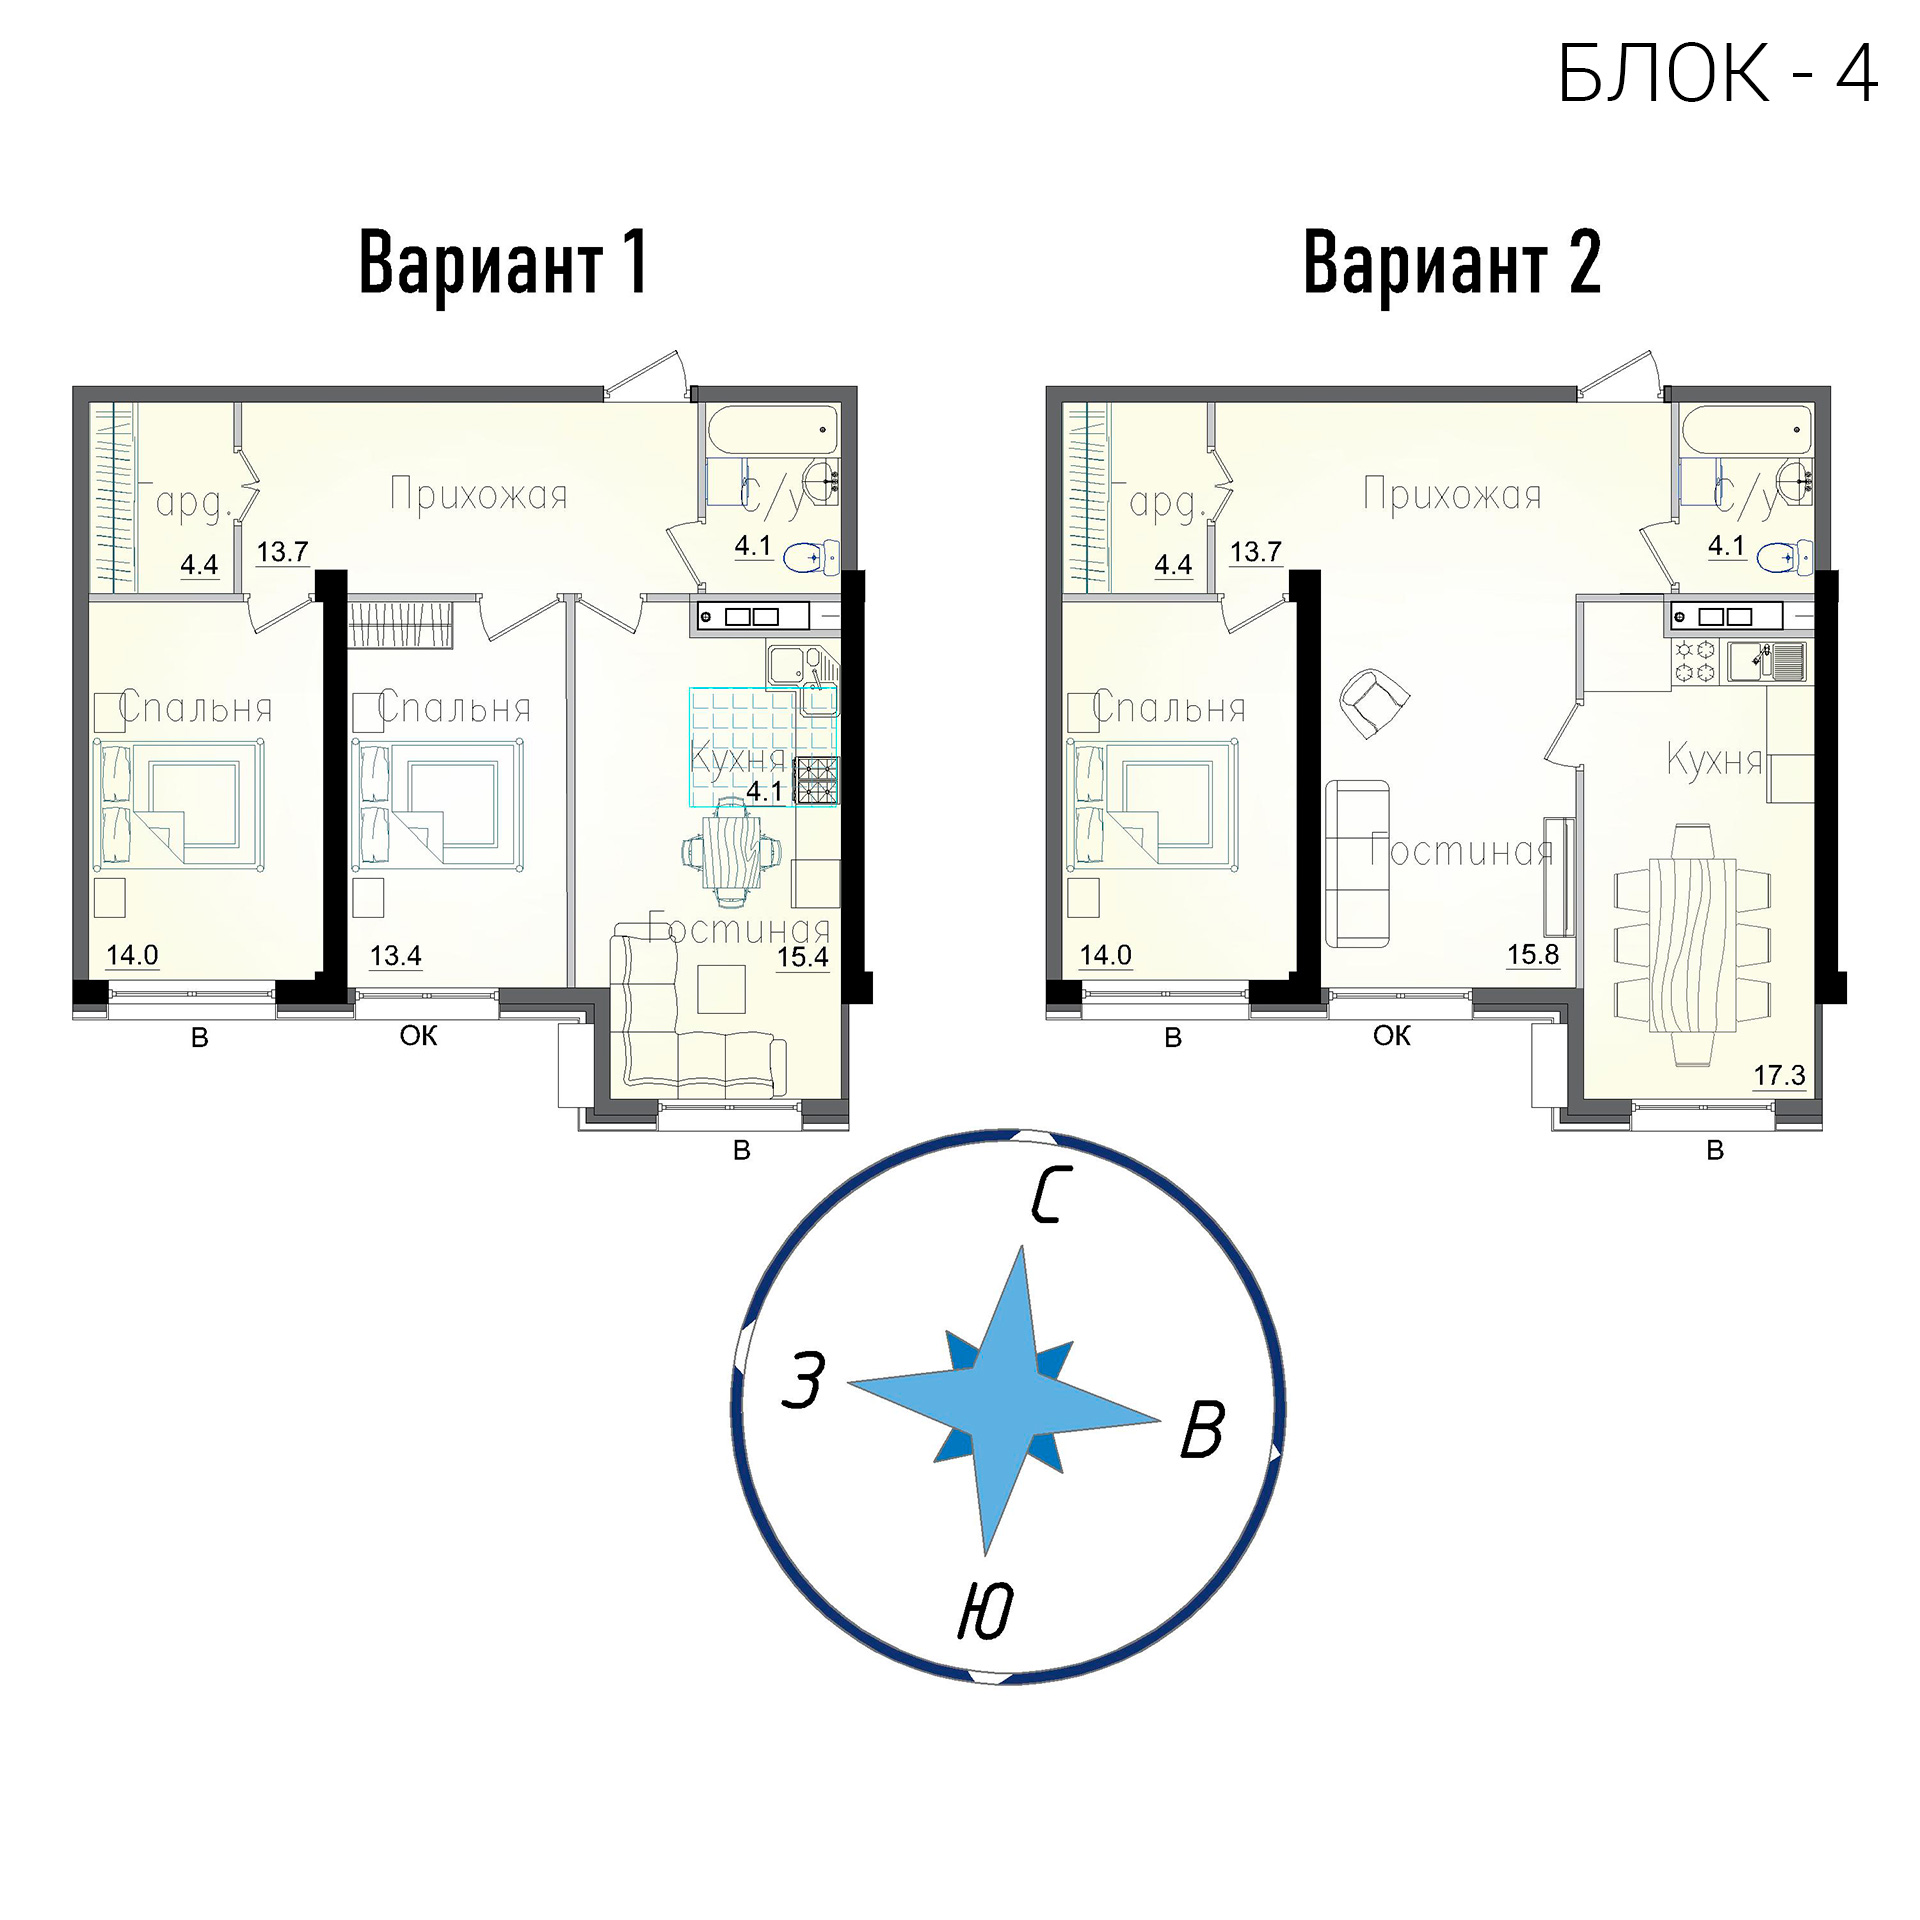 БЛОК - 4
Вариант 1
Вариант 2
Гард.
4.4
Прихожая
13.7
С/у
4.1
Спальня
14.0
Спальня
13.4
Кухня
4.1
Гостиная
15.4
В
ОК
В
Гард.
4.4
Прихожая
13.7
С/у
4.1
Спальня
14.0
Гостиная
15.8
Кухня
17.3
В
ОК
В
С
З
В
Ю